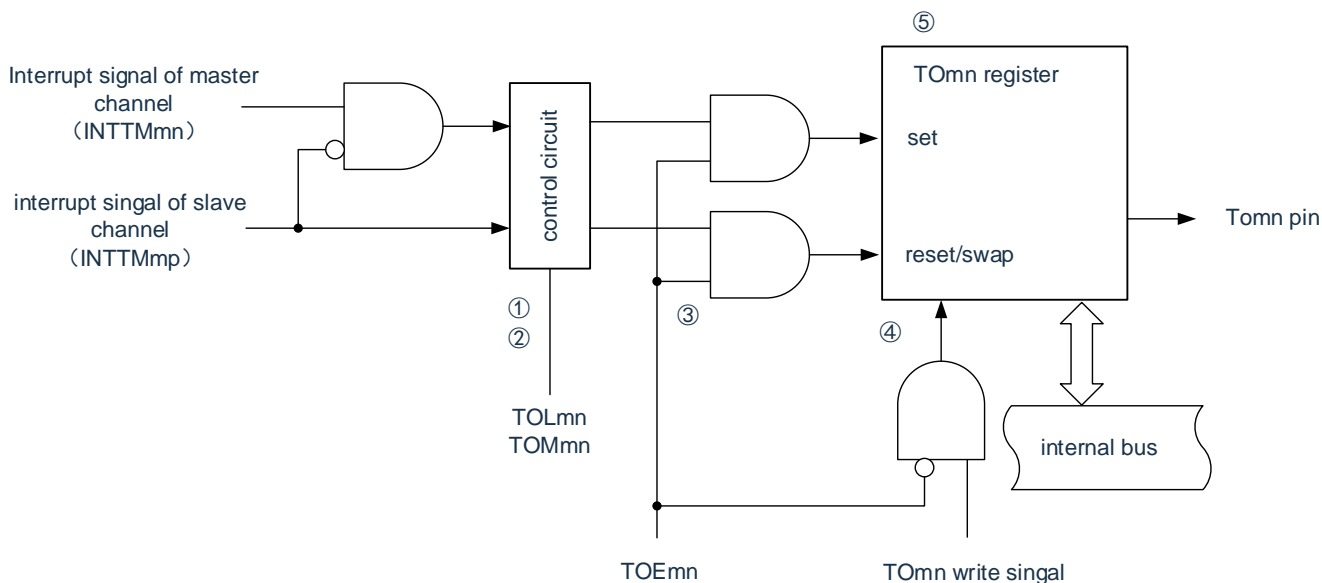 ⑤
Interrupt signal of master
channel
（INTTMmn）
TOmn register
set
control circuit
interrupt singal of slave
channel
（INTTMmp）
Tomn pin
reset/swap
①
②
③
④
TOLmn
TOMmn
internal bus
TOEmn
TOmn write singal